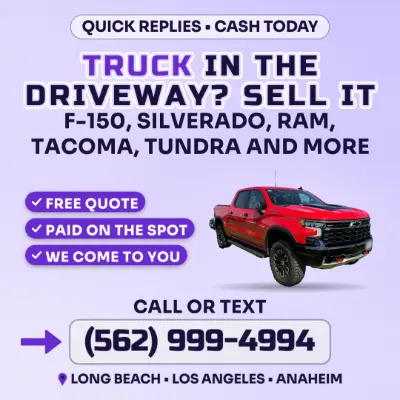 QUICK REPLIES • CASH TODAY
TRUCK IN THE
DRIVEWAY? SELL IT
F-150, SILVERADO, RAM,
TACOMA, TUNDRA AND MORE
✓ FREE QUOTE
✓ PAID ON THE SPOT
✓ WE COME TO YOU
CALL OR TEXT
(562) 999-4994
LONG BEACH • LOS ANGELES • ANAHEIM